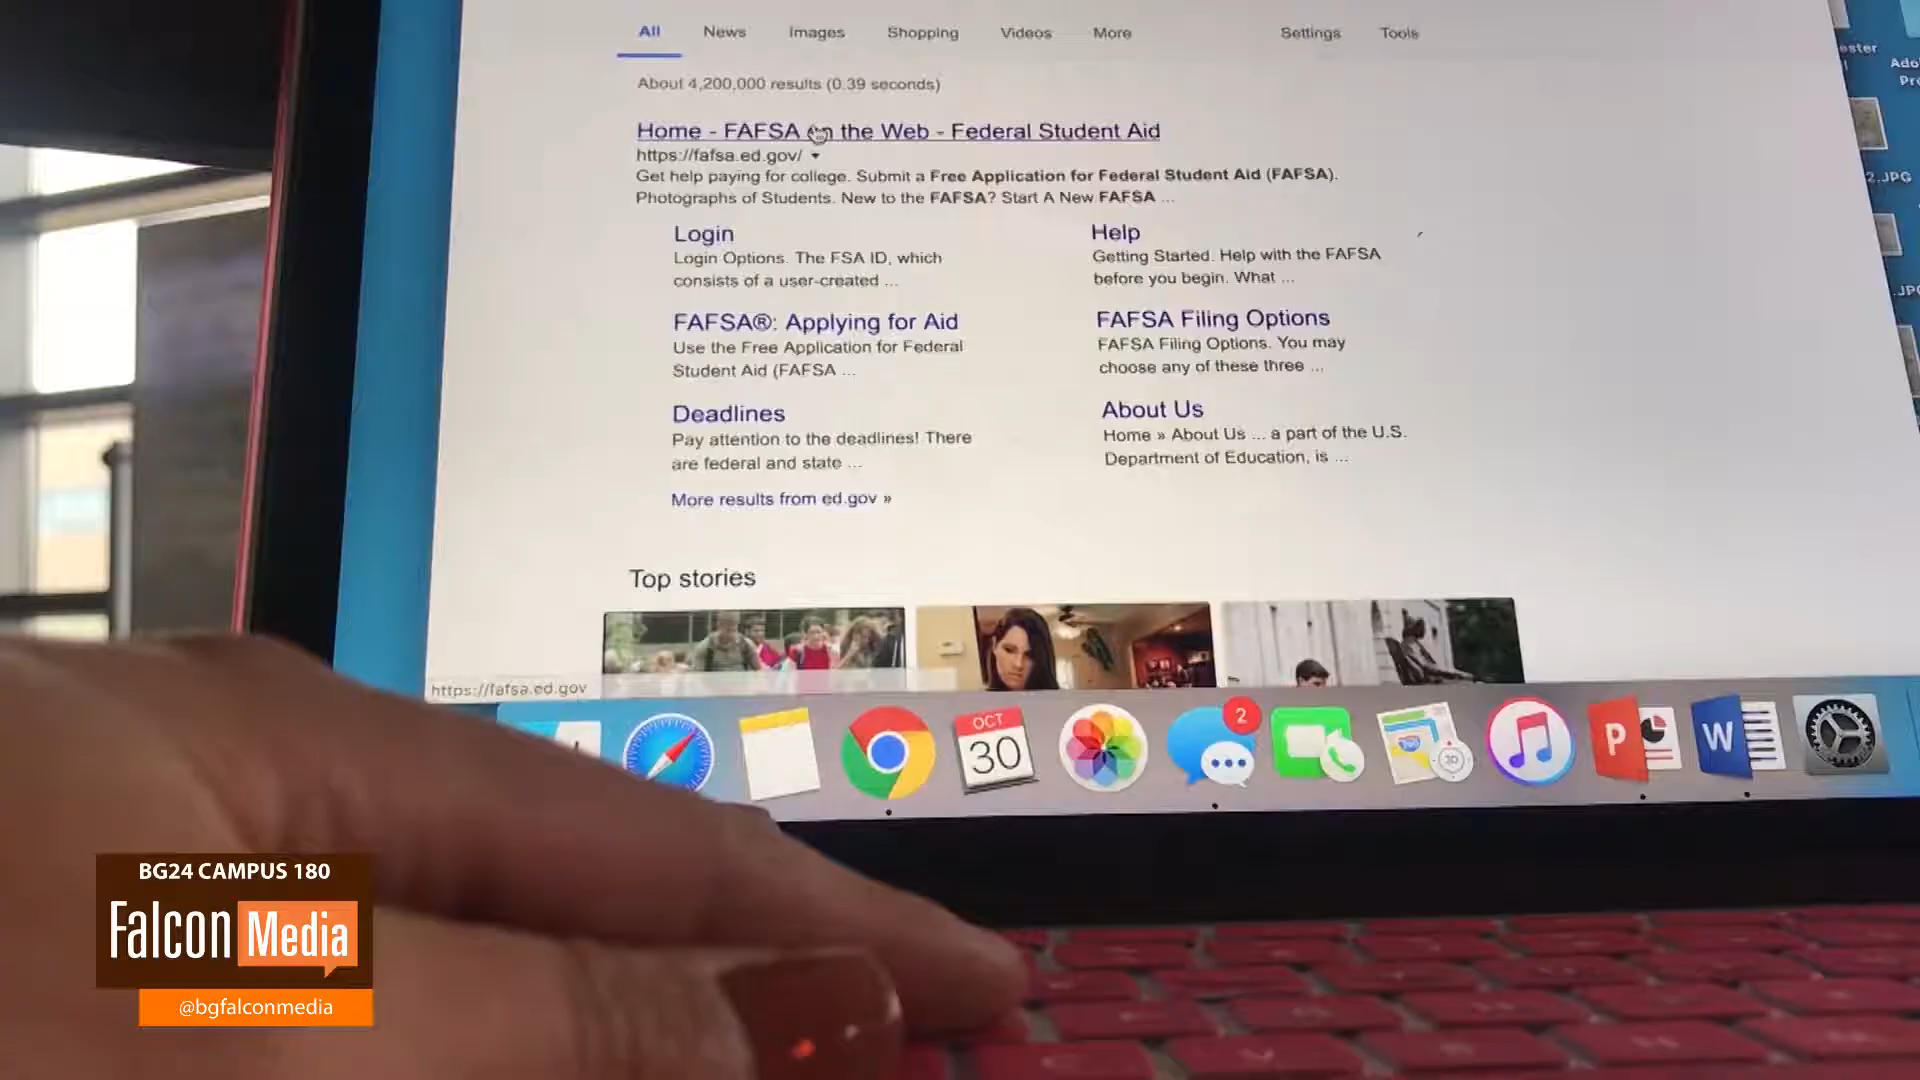 All News Images Shopping Videos More Settings Tools
About 4,200,000 results (0.39 seconds)
Home - FAFSA on the Web - Federal Student Aid
https://fafsa.ed.gov/
Get help paying for college. Submit a Free Application for Federal Student Aid (FAFSA).
Photographs of Students. New to the FAFSA? Start A New FAFSA ...
Login
Login Options. The FSA ID, which
consists of a user-created ...
Help
Getting Started. Help with the FAFSA
before you begin. What ...
FAFSA®: Applying for Aid
Use the Free Application for Federal
Student Aid (FAFSA ...
FAFSA Filing Options
FAFSA Filing Options. You may
choose any of these three ...
Deadlines
Pay attention to the deadlines! There
are federal and state ...
About Us
Home » About Us ... a part of the U.S.
Department of Education, is ...
More results from ed.gov »
Top stories
https://fafsa.ed.gov
OCT
30
2
3D
P
W
2.JPG
BG24 CAMPUS 180
Falcon Media
@bgfalconmedia